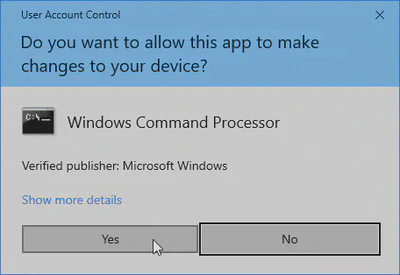 User Account Control
Do you want to allow this app to make
changes to your device?
C:\_
Windows Command Processor
Verified publisher: Microsoft Windows
Show more details
Yes
No